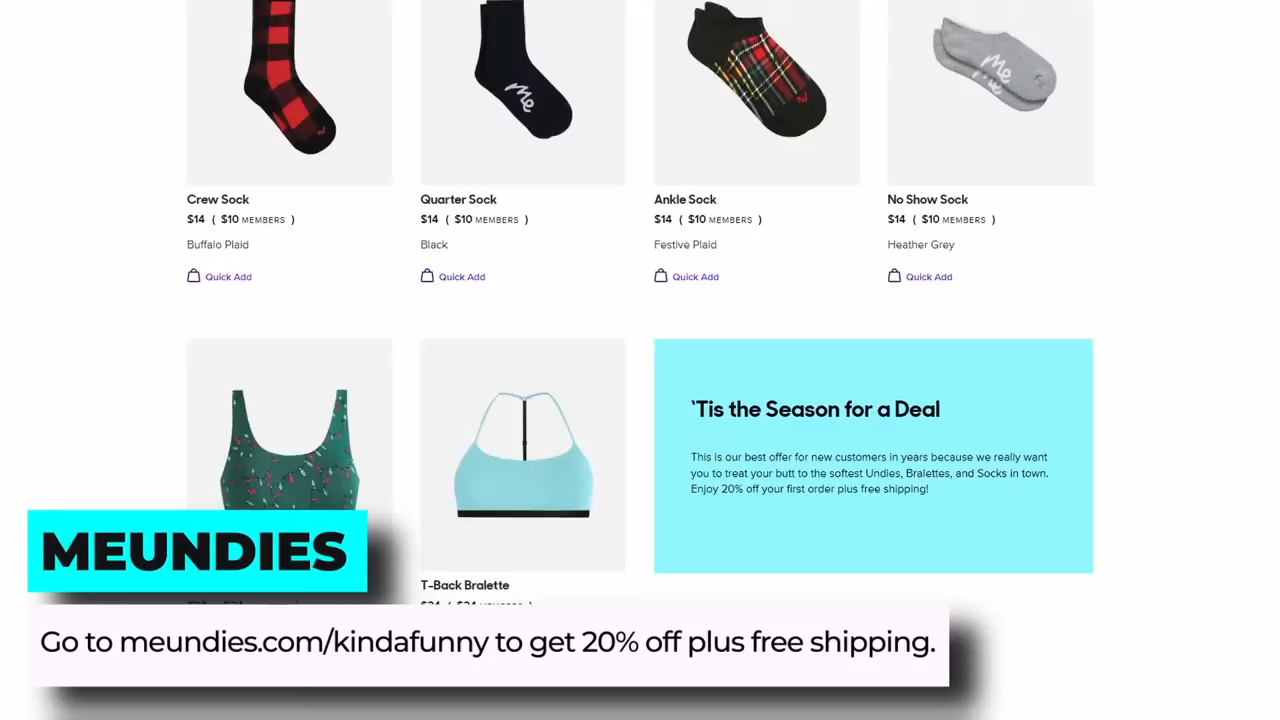 Me
Me
Crew Sock
Quarter Sock
Ankle Sock
No Show Sock
$14 ( $10 MEMBERS )
$14 ( $10 MEMBERS )
$14 ( $10 MEMBERS )
$14 ( $10 MEMBERS )
Buffalo Plaid
Black
Festive Plaid
Heather Grey
Quick Add
Quick Add
Quick Add
Quick Add
‘Tis the Season for a Deal
This is our best offer for new customers in years because we really want
you to treat your butt to the softest Undies, Bralettes, and Socks in town.
Enjoy 20% off your first order plus free shipping!
MEUNDIES
T-Back Bralette
Go to meundies.com/kindafunny to get 20% off plus free shipping.